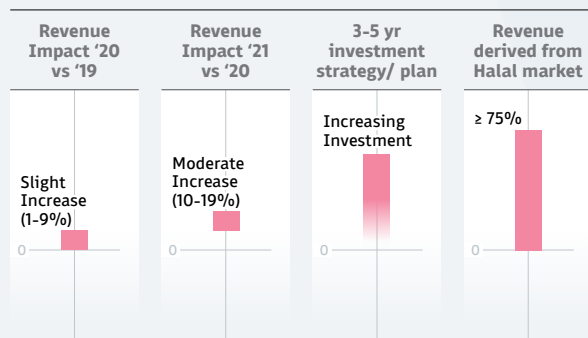 Revenue
Impact ‘20
vs ‘19
Revenue
Impact ‘21
vs ‘20
3-5 yr
investment
strategy/ plan
Revenue
derived from
Halal market
Slight
Increase
(1-9%)
0
Moderate
Increase
(10-19%)
0
Increasing
Investment
0
≥ 75%
0